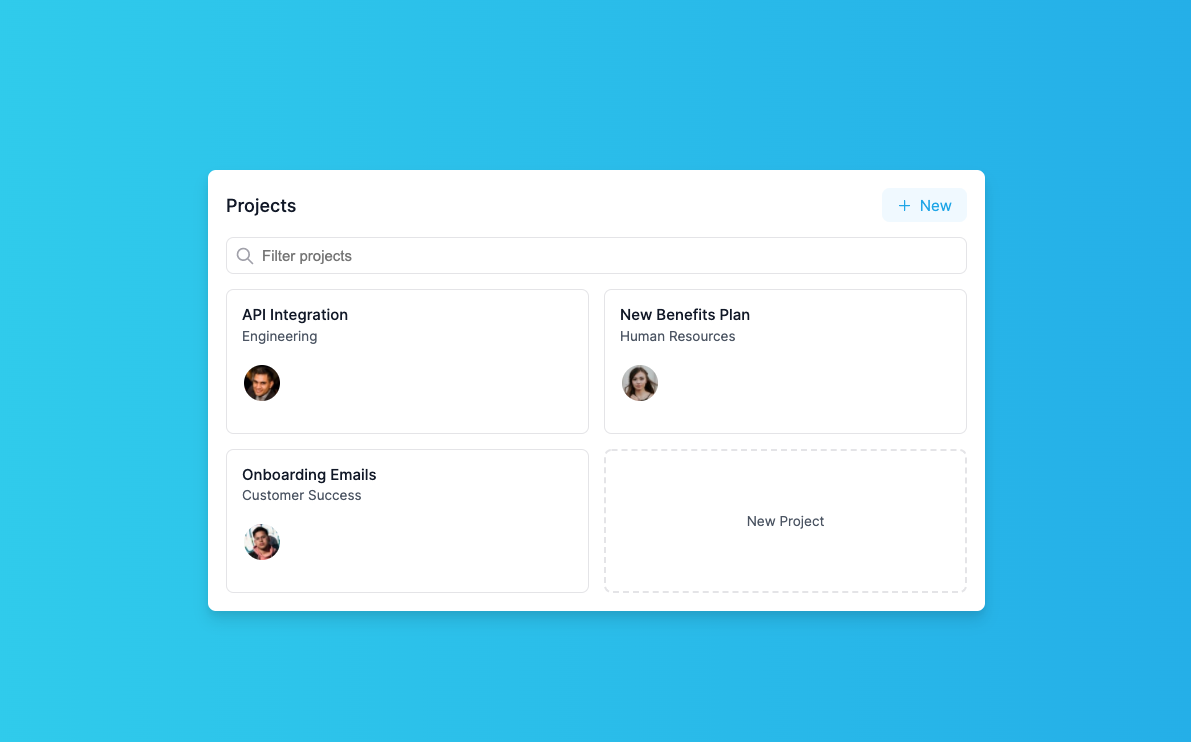 Projects
New
Filter projects
API Integration
Engineering
New Benefits Plan
Human Resources
Onboarding Emails
Customer Success
New Project